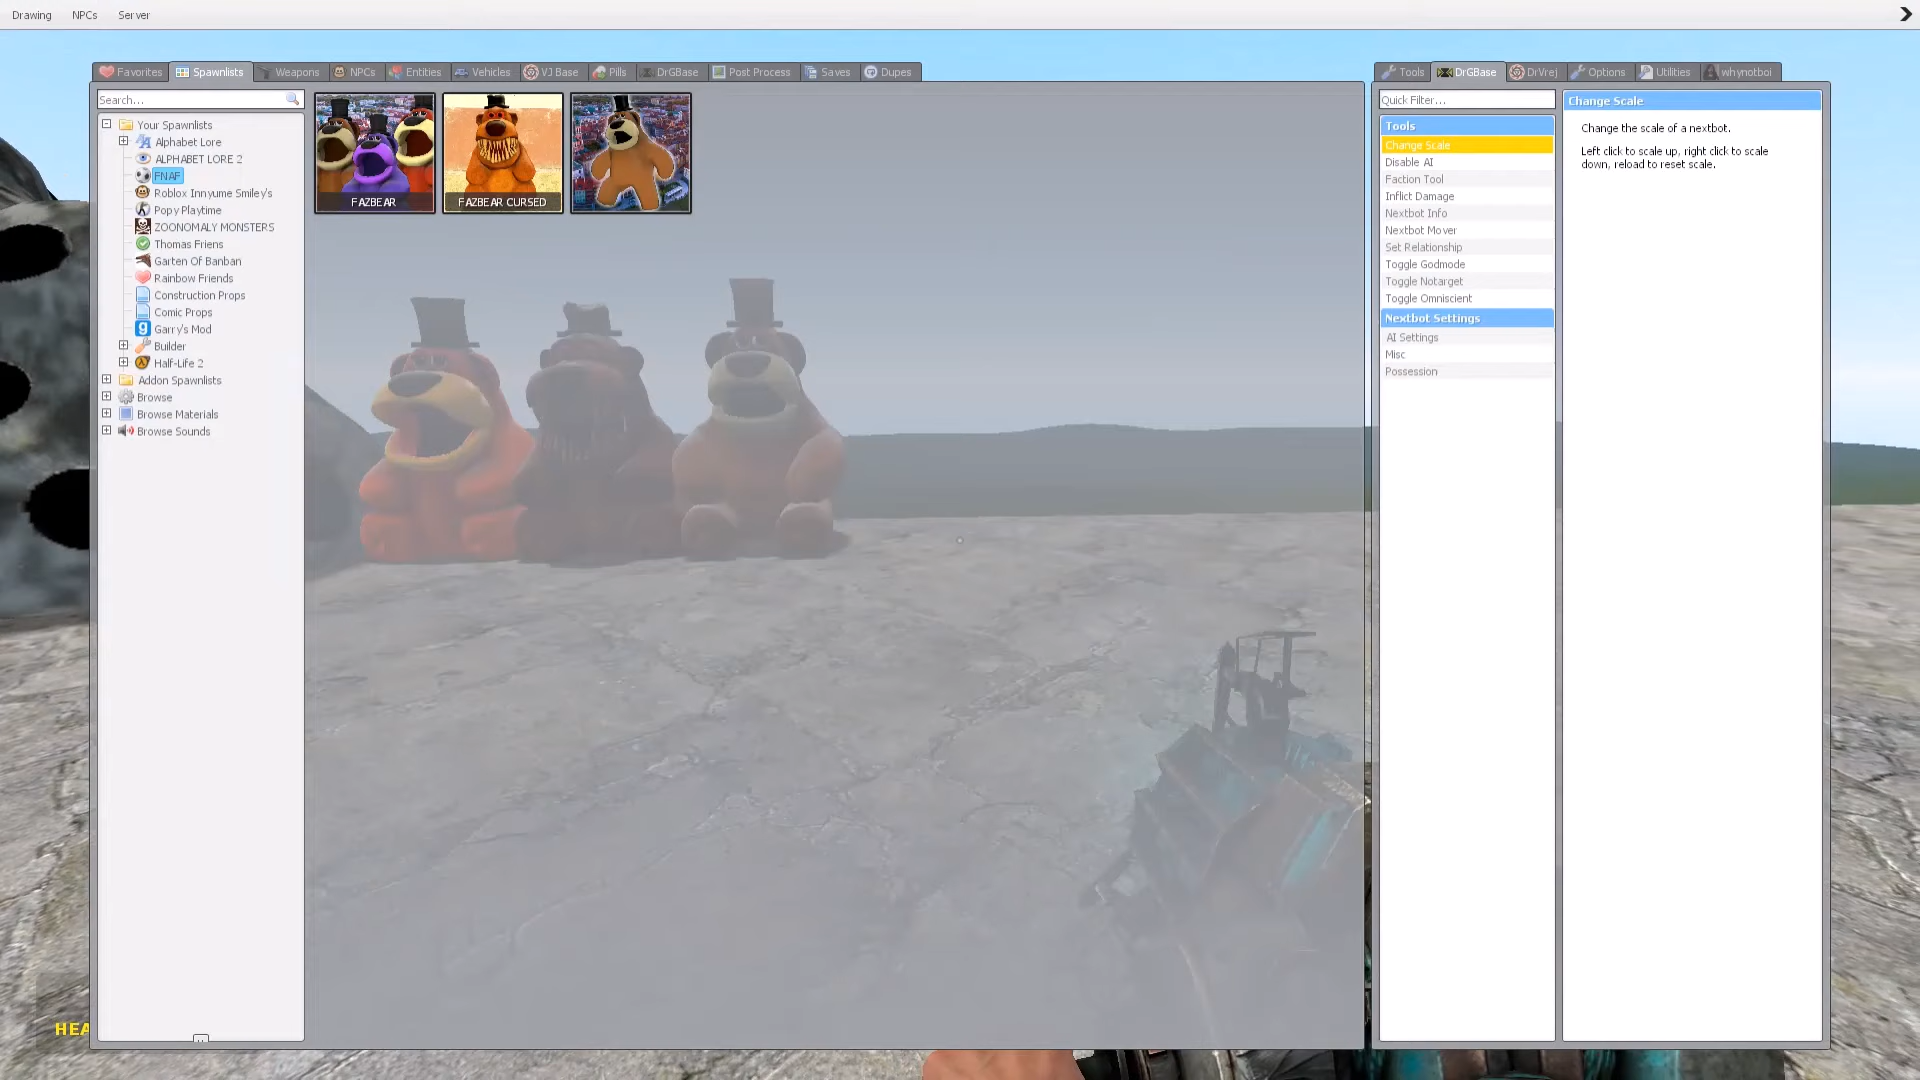 Drawing NPCs Server
Favorites Spawnlists Weapons NPCs Entities Vehicles VJ Base Pills DrGBase Post Process Saves Dupes
Search...
Your Spawnlists
Alphabet Lore
ALPHABET LORE 2
FNAF
Roblox Innyume Smiley's
Popy Playtime
ZOONOMALY MONSTERS
Thomas Friens
Garten Of Banban
Rainbow Friends
Construction Props
Comic Props
Garry's Mod
Builder
Half-Life 2
Addon Spawnlists
Browse
Browse Materials
Browse Sounds
FAZBEAR
FAZBEAR CURSED
Tools DrGBase DrVrej Options Utilities whynotboi
Quick Filter...
Tools
Change Scale
Disable AI
Faction Tool
Inflict Damage
Nextbot Info
Nextbot Mover
Set Relationship
Toggle Godmode
Toggle Notarget
Toggle Omniscient
Nextbot Settings
AI Settings
Misc
Possession
Change Scale
Change the scale of a nextbot.
Left click to scale up, right click to scale
down, reload to reset scale.
HEA